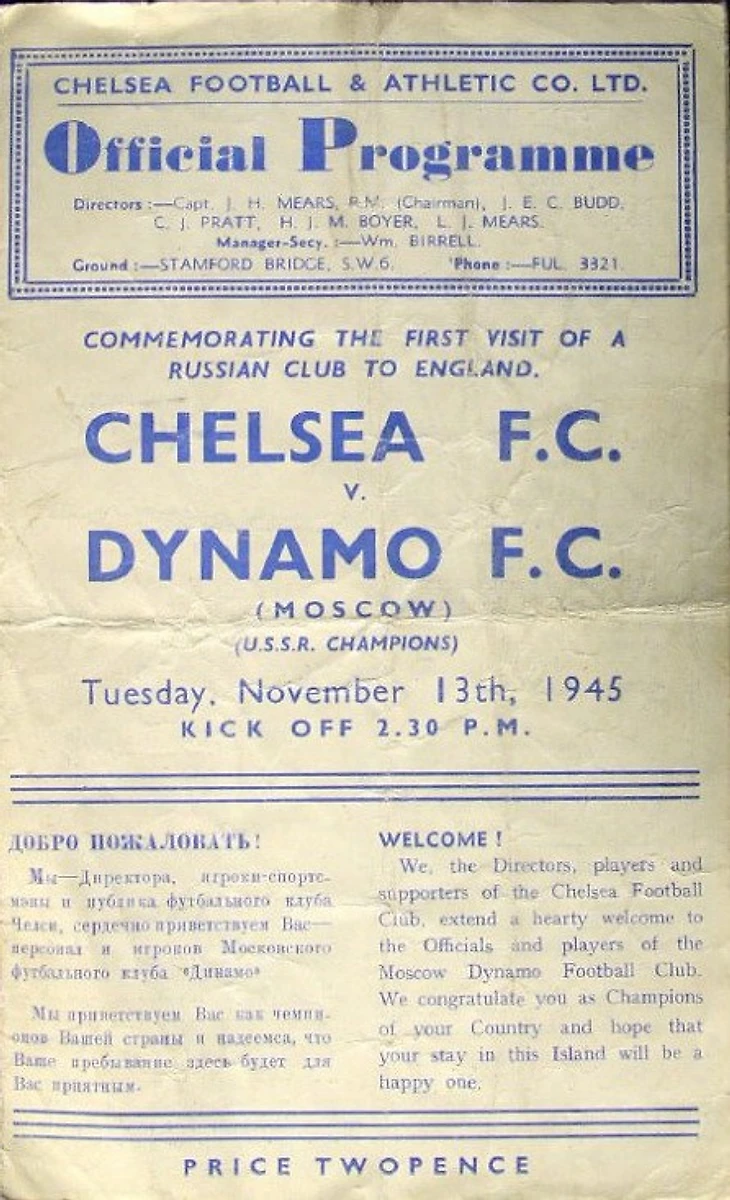 CHELSEA FOOTBALL & ATHLETIC CO. LTD.
Official Programme
Directors :—Capt. J. H. MEARS, R.M. (Chairman), J. E. C. BUDD,
C. J. PRATT, H. J. M. BOYER, L. J. MEARS.
Manager-Secy. :—Wm. BIRRELL.
Ground :—STAMFORD BRIDGE, S.W.6. 'Phone :—FUL. 3321.
COMMEMORATING THE FIRST VISIT OF A
RUSSIAN CLUB TO ENGLAND.
CHELSEA F.C.
V.
DYNAMO F.C.
(MOSCOW)
(U.S.S.R. CHAMPIONS)
Tuesday, November 13th, 1945
KICK OFF 2.30 P.M.
ДОБРО ПОЖАЛОВАТЬ!
Мы—Директора, игроки-спортс-
мэны и публика футбального клуба
Челси, сердечно приветствуем Вас—
персонал и игроков Московского
футбального клуба "Динамо"
Мы приветствуем Вас как чемпи-
онов Вашей страны и надеемса, что
Ваше пребывание здесь будет для
Вас приятным.
WELCOME !
We, the Directors, players and
supporters of the Chelsea Football
Club, extend a hearty welcome to
the Officials and players of the
Moscow Dynamo Football Club.
We congratulate you as Champions
of your Country and hope that
your stay in this Island will be a
happy one.
PRICE TWOPENCE